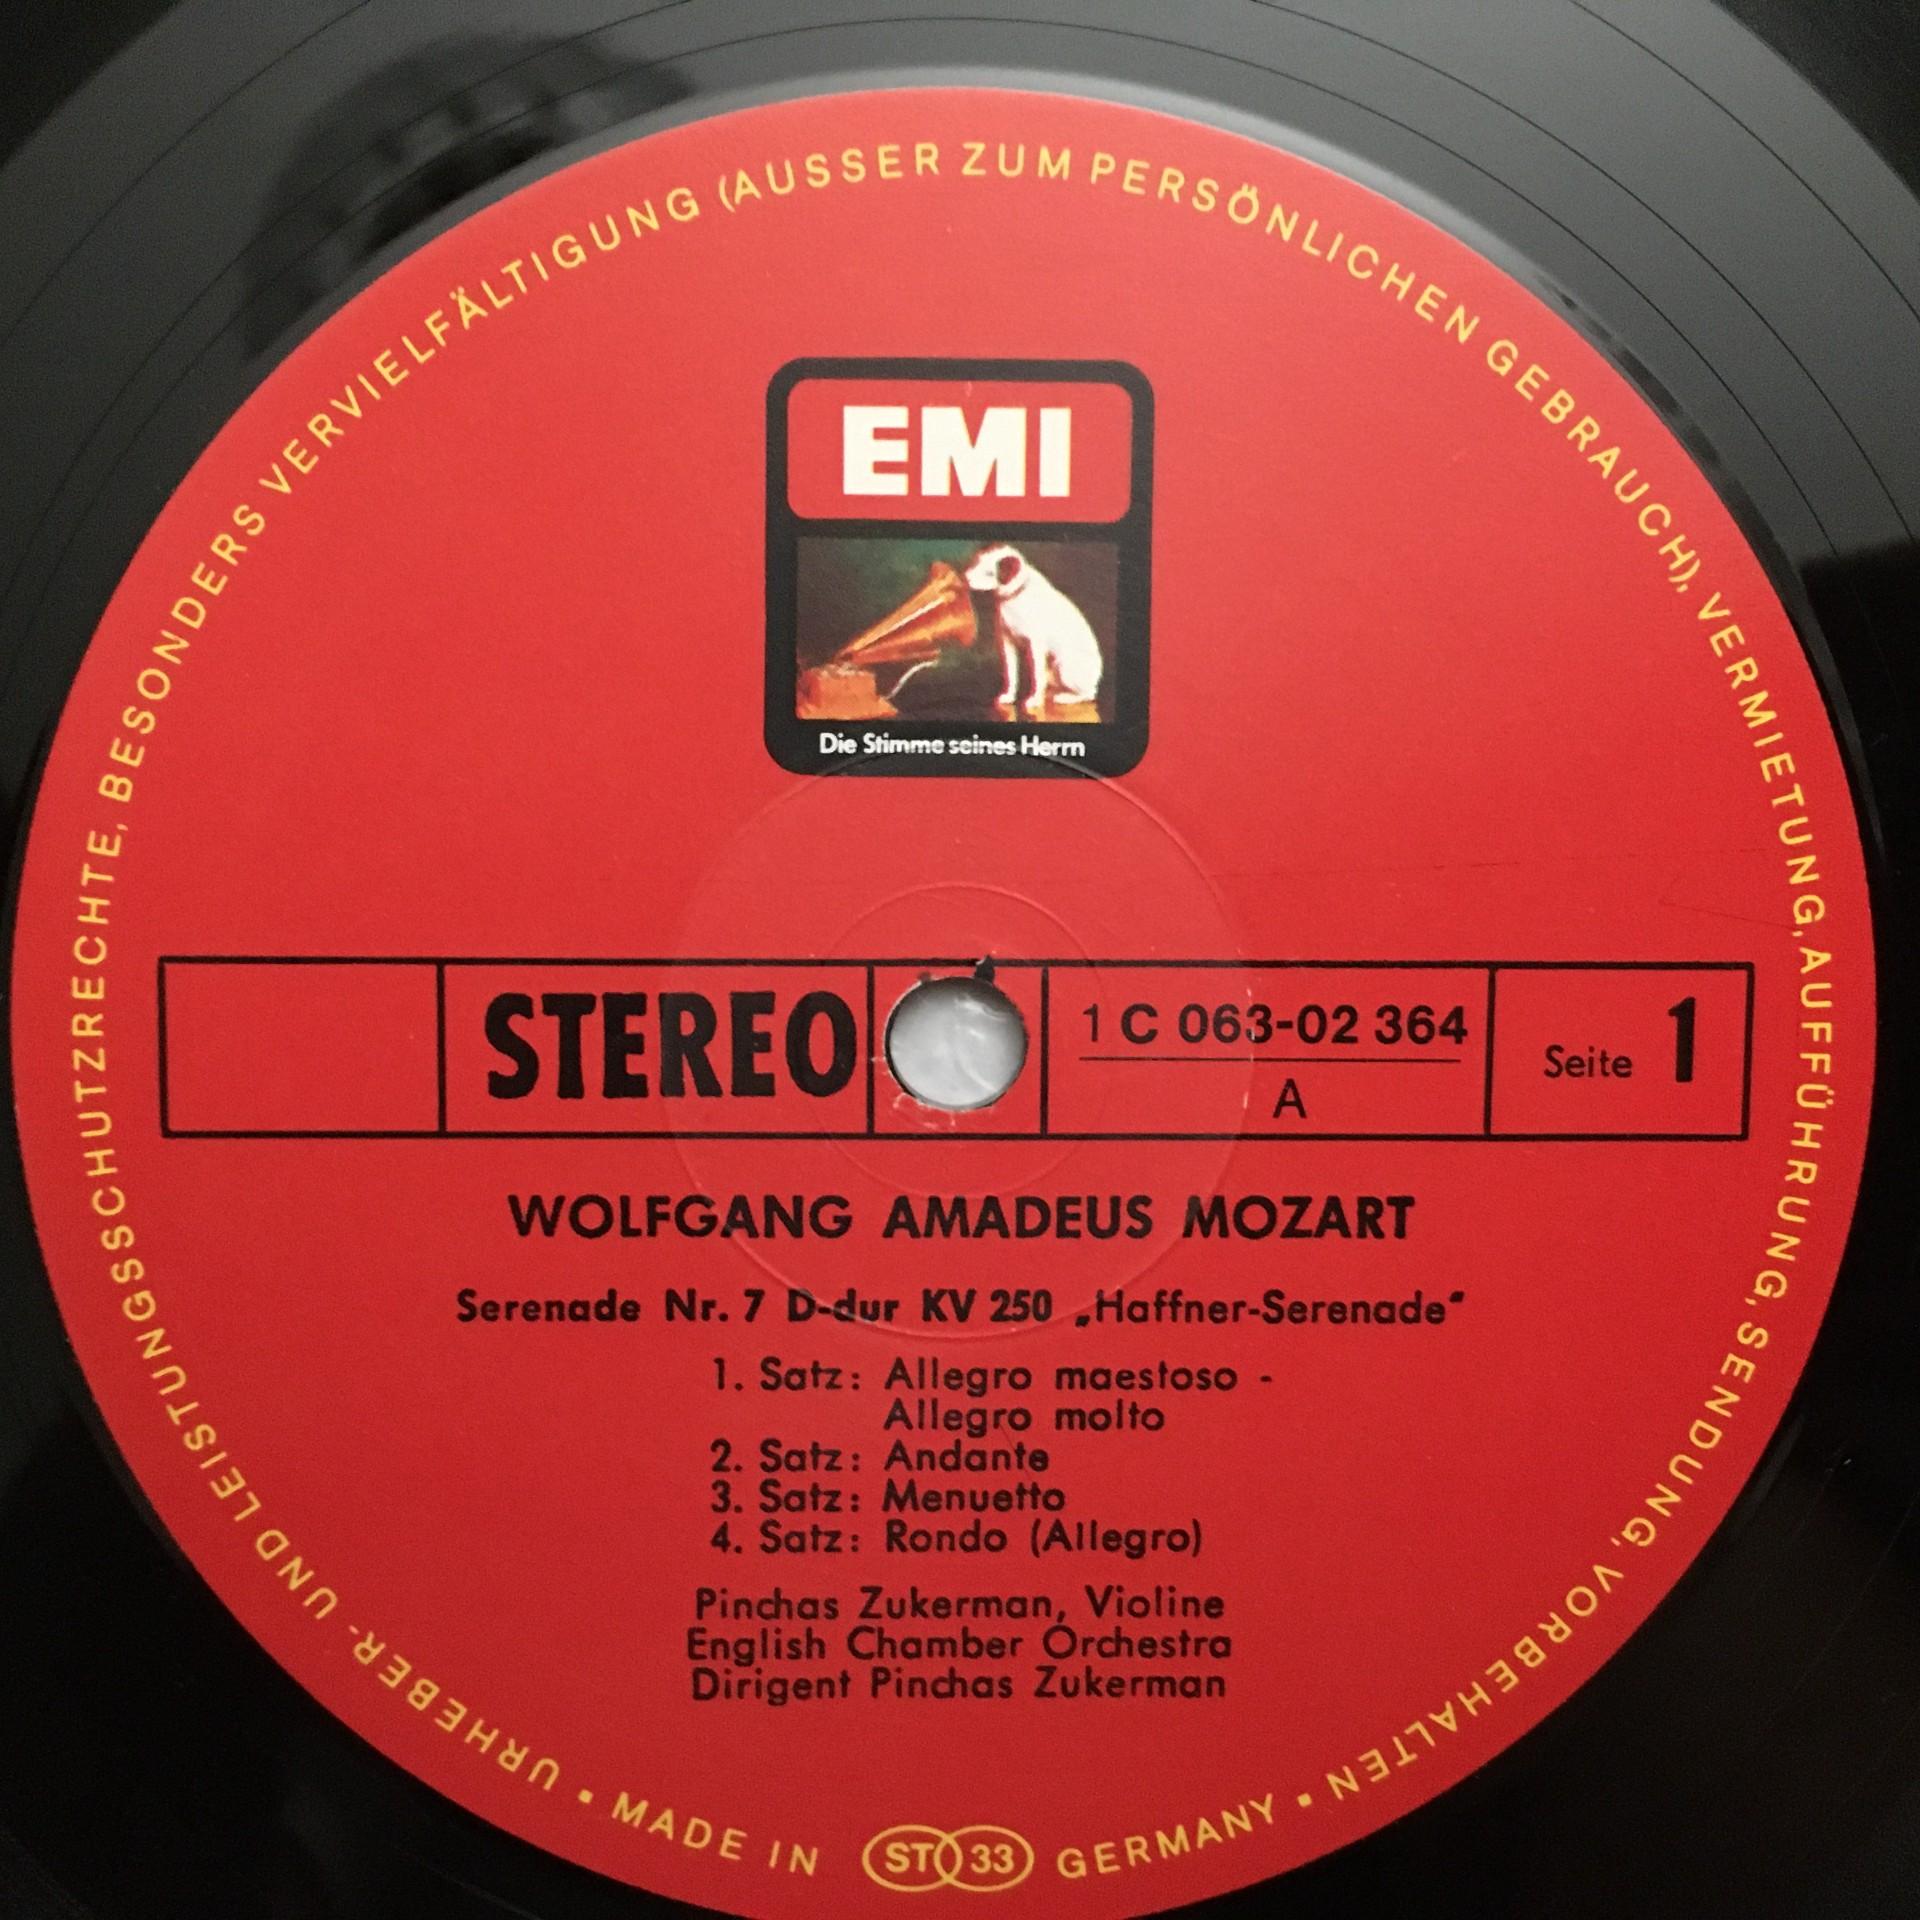 EMI
Die Stimme seines Herrn
STEREO
1 C 063-02 364
A
Seite 1
WOLFGANG AMADEUS MOZART
Serenade Nr. 7 D-dur KV 250 „Haffner-Serenade“
1. Satz: Allegro maestoso -
Allegro molto
2. Satz: Andante
3. Satz: Menuetto
4. Satz: Rondo (Allegro)
Pinchas Zukerman, Violine
English Chamber Orchestra
Dirigent Pinchas Zukerman
URHEBER- UND LEISTUNGSSCHUTZRECHTE, BESONDERS VERVIELFÄLTIGUNG (AUSSER ZUM PERSÖNLICHEN GEBRAUCH), VERMIETUNG, AUFFÜHRUNG, SENDUNG, VORBEHALTEN
• MADE IN ST 33 GERMANY •